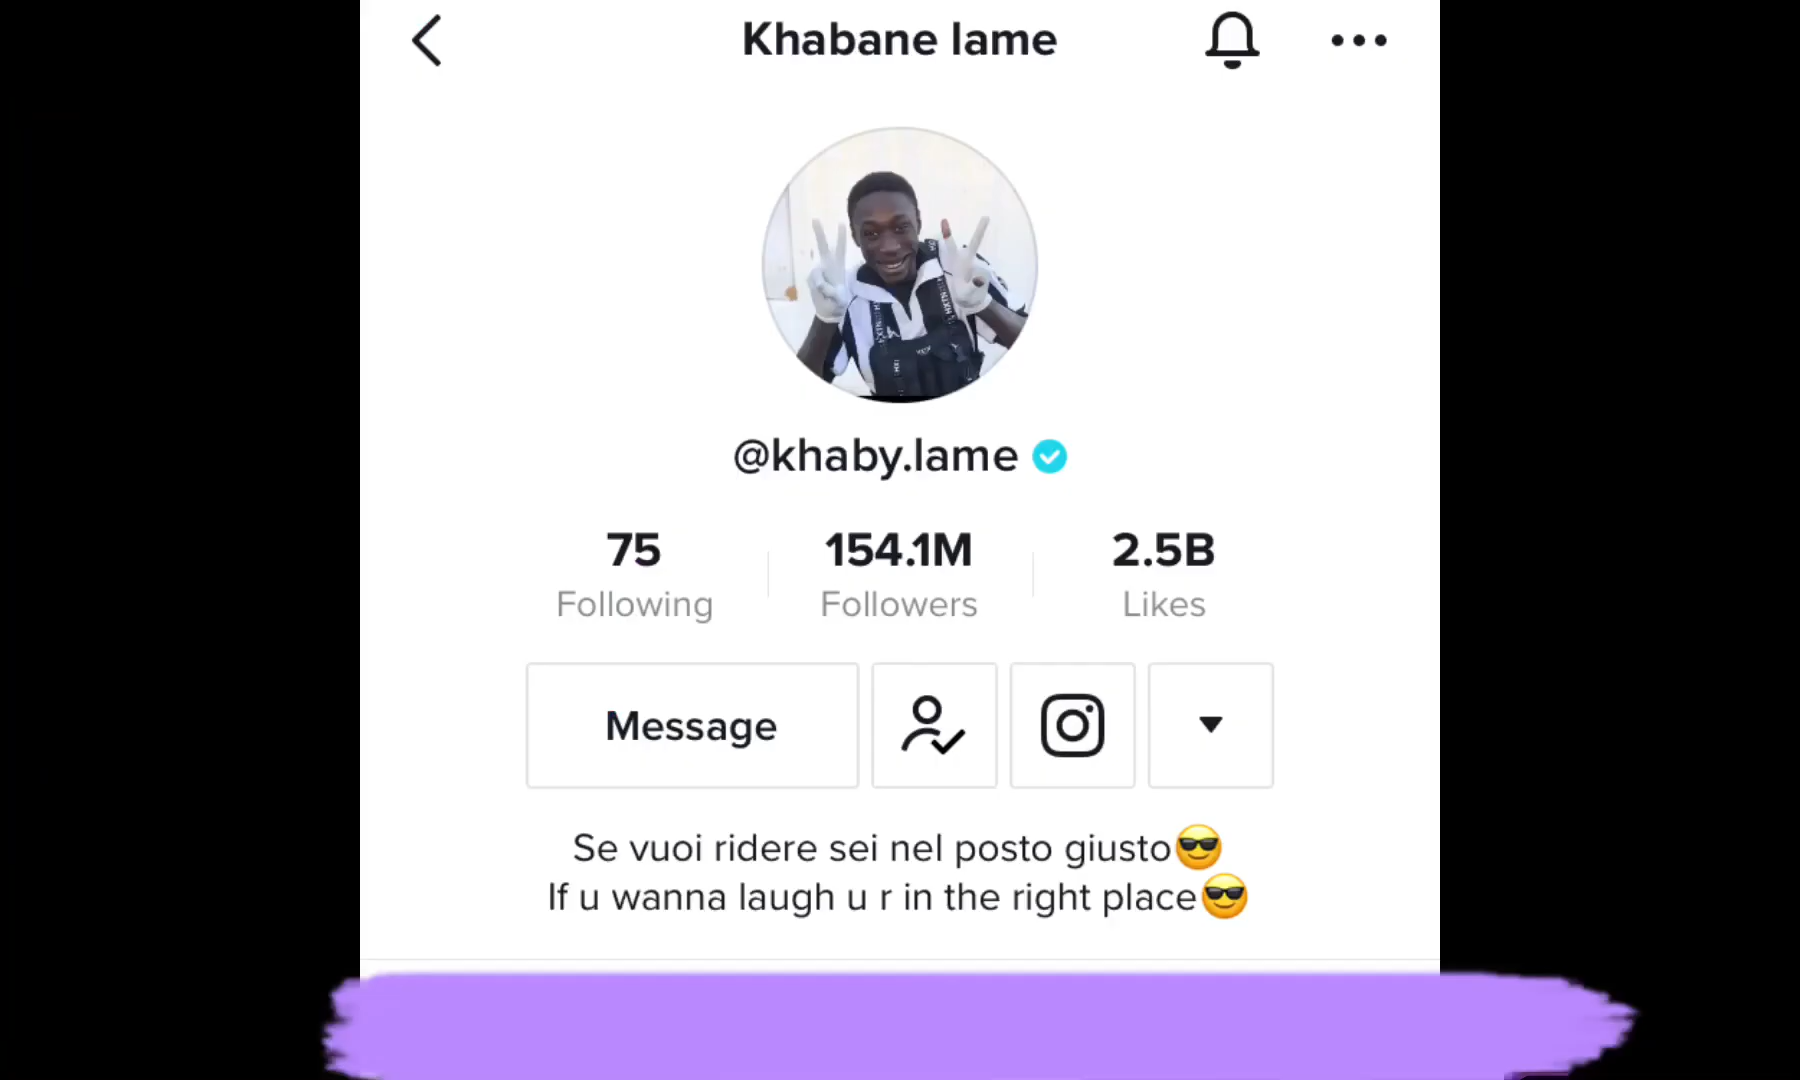 Khabane lame
@khaby.lame
75 154.1M 2.5B
Following Followers Likes
Message
Se vuoi ridere sei nel posto giusto😎
If u wanna laugh u r in the right place😎